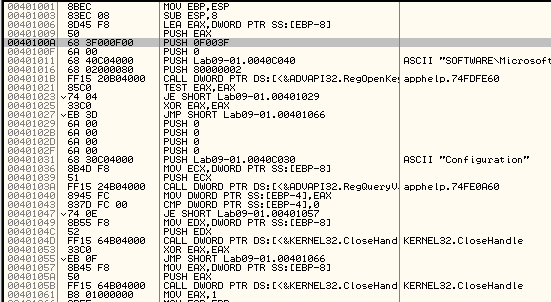 00401001 8BEC MOV EBP,ESP
00401003 83EC 08 SUB ESP,8
00401006 8D45 F8 LEA EAX,DWORD PTR SS:[EBP-8]
00401009 50 PUSH EAX
0040100A 68 3F000F00 PUSH 0F003F
0040100F 6A 00 PUSH 0
00401011 68 40C04000 PUSH Lab09-01.0040C040 ASCII "SOFTWARE\Microsoft
00401016 68 02000080 PUSH 80000002
0040101B FF15 20B04000 CALL DWORD PTR DS:[<&ADVAPI32.RegOpenKey apphelp.74FDFE60
00401021 85C0 TEST EAX,EAX
00401023 74 04 JE SHORT Lab09-01.00401029
00401025 33C0 XOR EAX,EAX
00401027 EB 3D JMP SHORT Lab09-01.00401066
00401029 6A 00 PUSH 0
0040102B 6A 00 PUSH 0
0040102D 6A 00 PUSH 0
0040102F 6A 00 PUSH 0
00401031 68 30C04000 PUSH Lab09-01.0040C030 ASCII "Configuration"
00401036 8B4D F8 MOV ECX,DWORD PTR SS:[EBP-8]
00401039 51 PUSH ECX
0040103A FF15 24B04000 CALL DWORD PTR DS:[<&ADVAPI32.RegQueryV apphelp.74FE0A60
00401040 8945 FC MOV DWORD PTR SS:[EBP-4],EAX
00401043 837D FC 00 CMP DWORD PTR SS:[EBP-4],0
00401047 74 0E JE SHORT Lab09-01.00401057
00401049 8B55 F8 MOV EDX,DWORD PTR SS:[EBP-8]
0040104C 52 PUSH EDX
0040104D FF15 64B04000 CALL DWORD PTR DS:[<&KERNEL32.CloseHand KERNEL32.CloseHandle
00401053 33C0 XOR EAX,EAX
00401055 EB 0F JMP SHORT Lab09-01.00401066
00401057 8B45 F8 MOV EAX,DWORD PTR SS:[EBP-8]
0040105A 50 PUSH EAX
0040105B FF15 64B04000 CALL DWORD PTR DS:[<&KERNEL32.CloseHand KERNEL32.CloseHandle
00401061 B8 01000000 MOV EAX,1